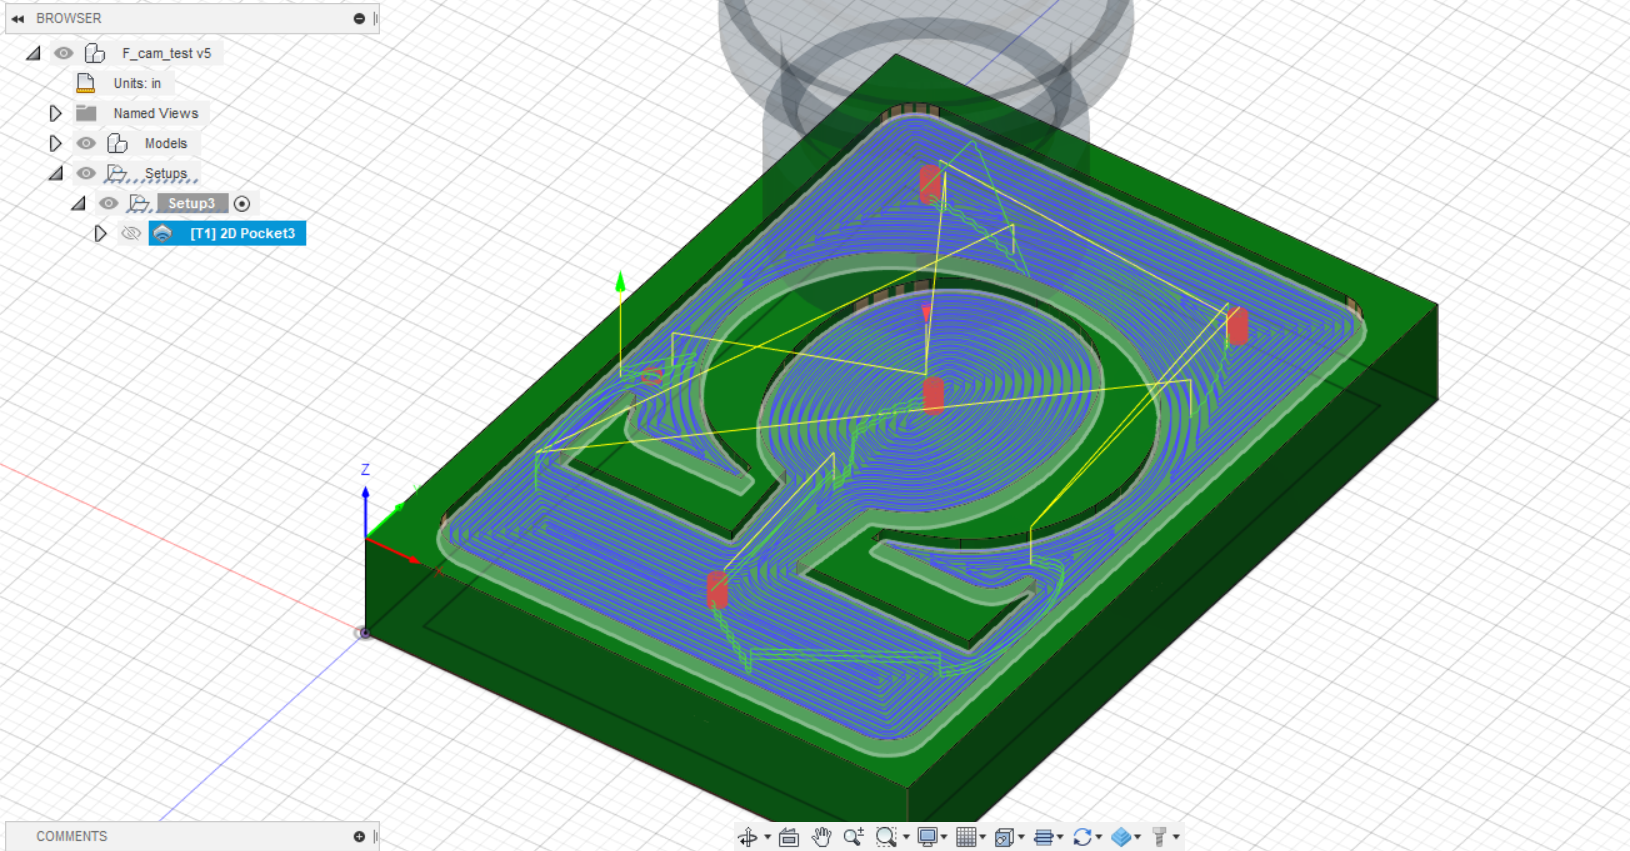 BROWSER
F_cam_test v5
Units: in
Named Views
Models
Setups
Setup3
[T1] 2D Pocket3
Z
X
COMMENTS